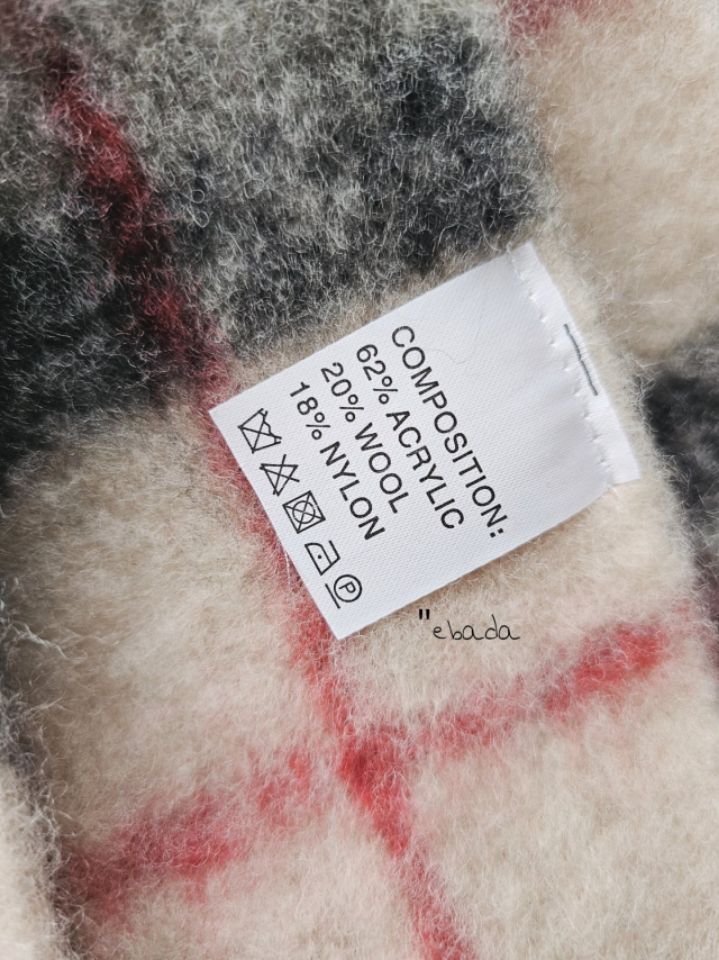 COMPOSITION:
62% ACRYLIC
20% WOOL
18% NYLON
P
"ebada